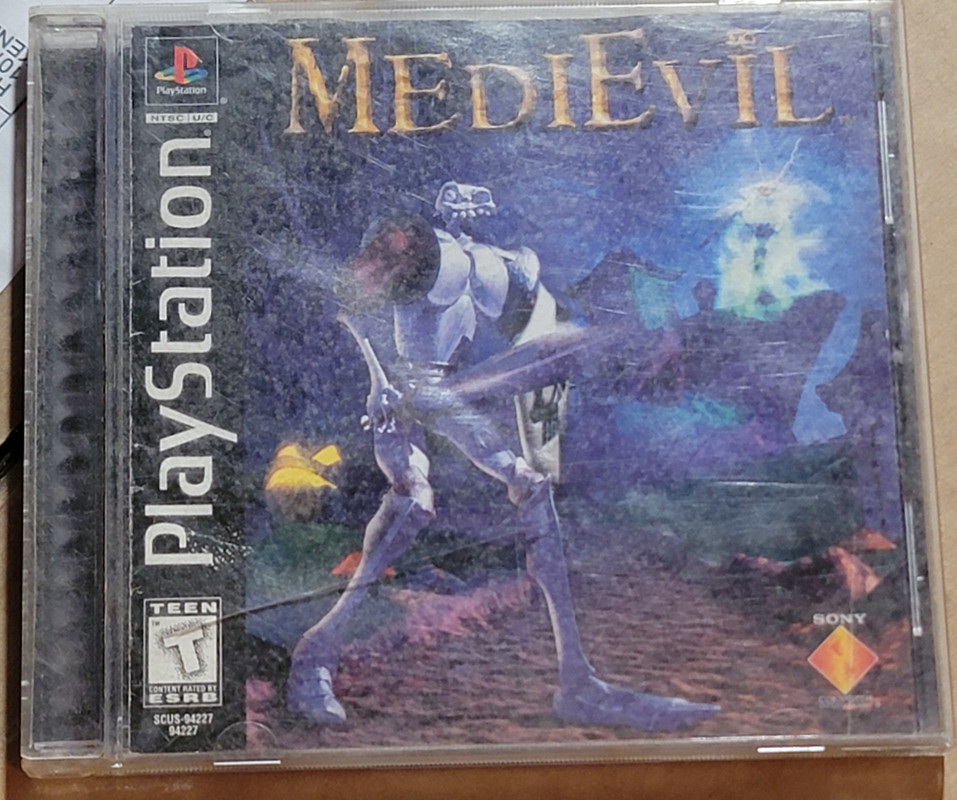 MEDIEVIL
PlayStation
NTSC U/C
PlayStation
TEEN
T
CONTENT RATED BY
ESRB
SCUS-94227
94227
SONY